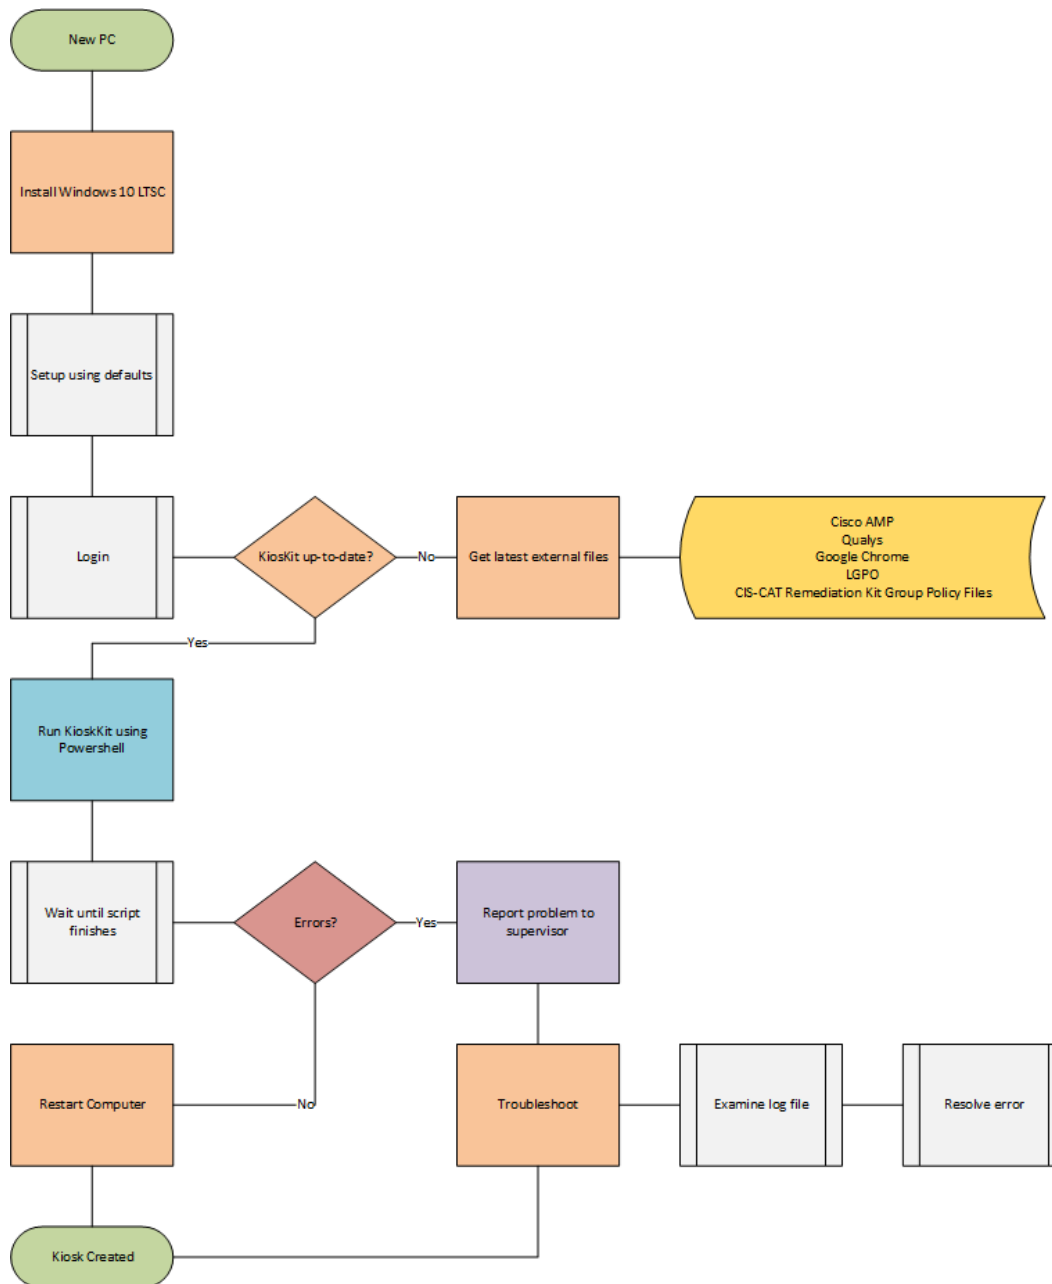 New PC
Install Windows 10 LTSC
Setup using defaults
Login
KiosKit up-to-date?
No
Get latest external files
Cisco AMP
Qualys
Google Chrome
LGPO
CIS-CAT Remediation Kit Group Policy Files
Yes
Run KioskKit using
Powershell
Wait until script
finishes
Errors?
Yes
Report problem to
supervisor
Restart Computer
No
Troubleshoot
Examine log file
Resolve error
Kiosk Created